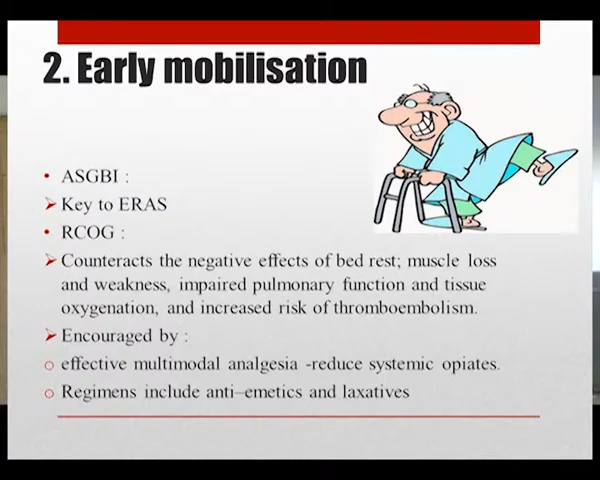 2. Early mobilisation
• ASGBI :
➤ Key to ERAS
• RCOG :
➤ Counteracts the negative effects of bed rest; muscle loss
and weakness, impaired pulmonary function and tissue
oxygenation, and increased risk of thromboembolism.
➤ Encouraged by :
o effective multimodal analgesia -reduce systemic opiates.
o Regimens include anti–emetics and laxatives